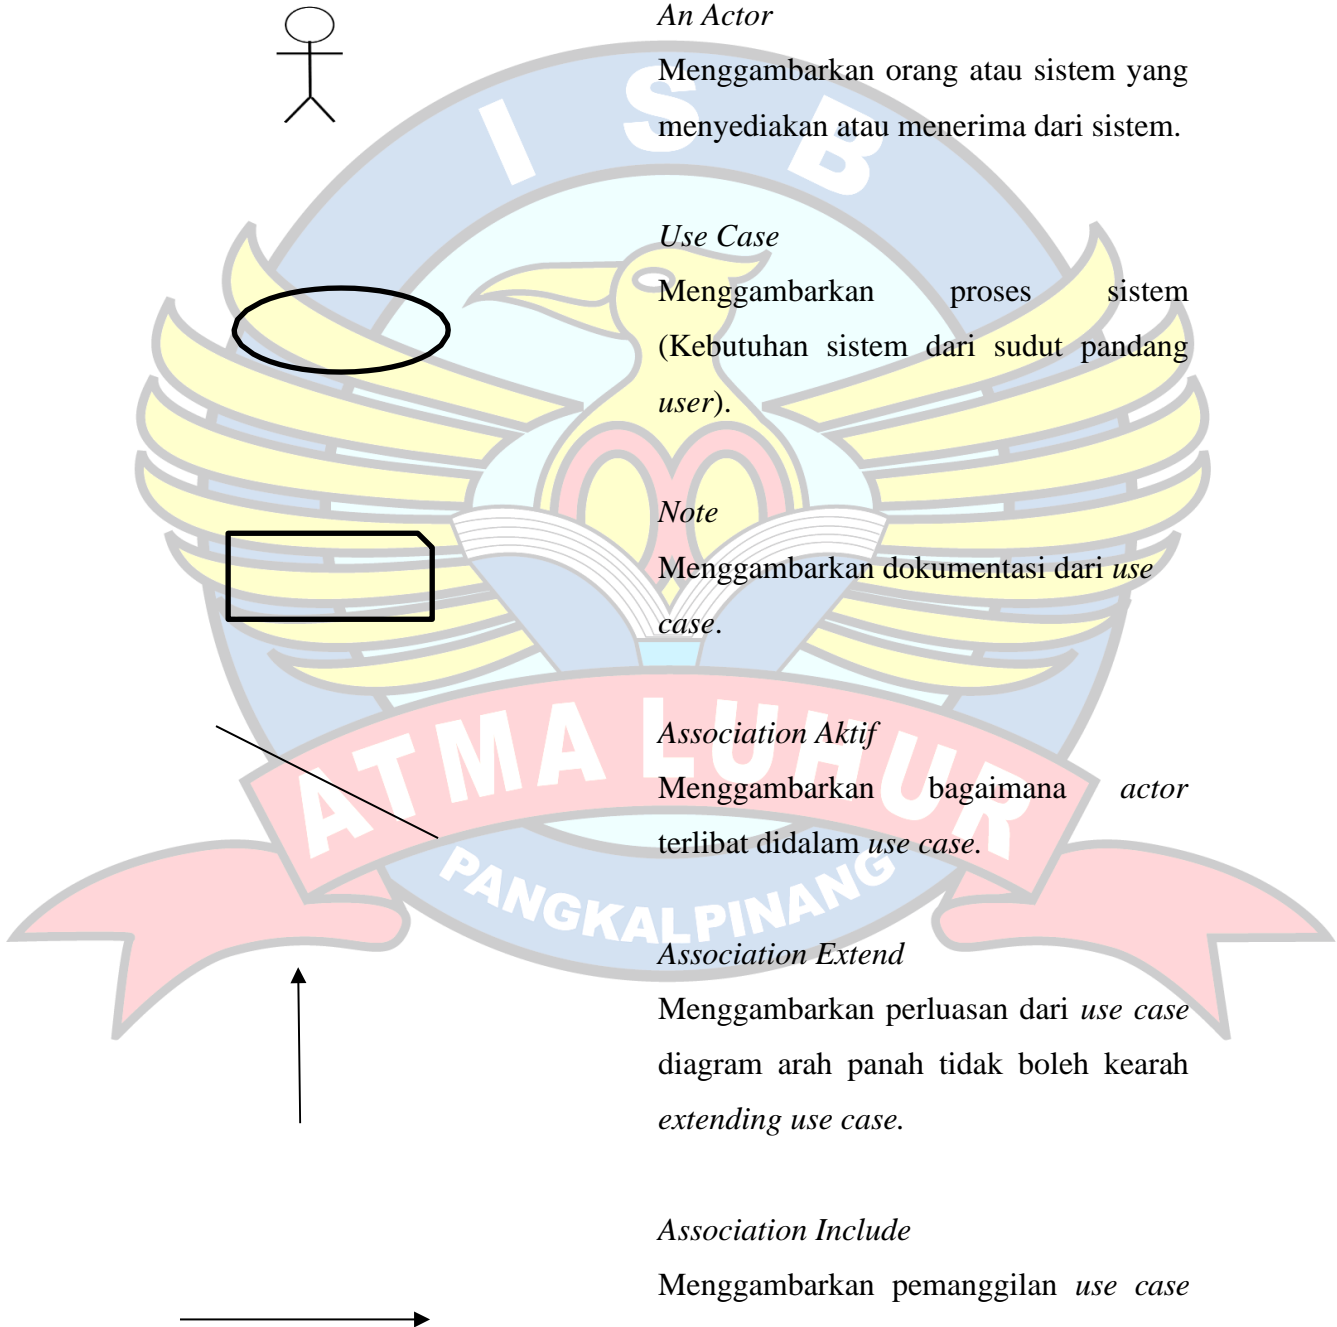 An Actor
Menggambarkan orang atau sistem yang
menyediakan atau menerima dari sistem.
Use Case
Menggambarkan proses sistem
(Kebutuhan sistem dari sudut pandang
user).
Note
Menggambarkan dokumentasi dari use
case.
Association Aktif
Menggambarkan bagaimana actor
terlibat didalam use case.
Association Extend
Menggambarkan perluasan dari use case
diagram arah panah tidak boleh kearah
extending use case.
Association Include
Menggambarkan pemanggilan use case
I S B
ATMA LUHUR
PANGKALPINANG